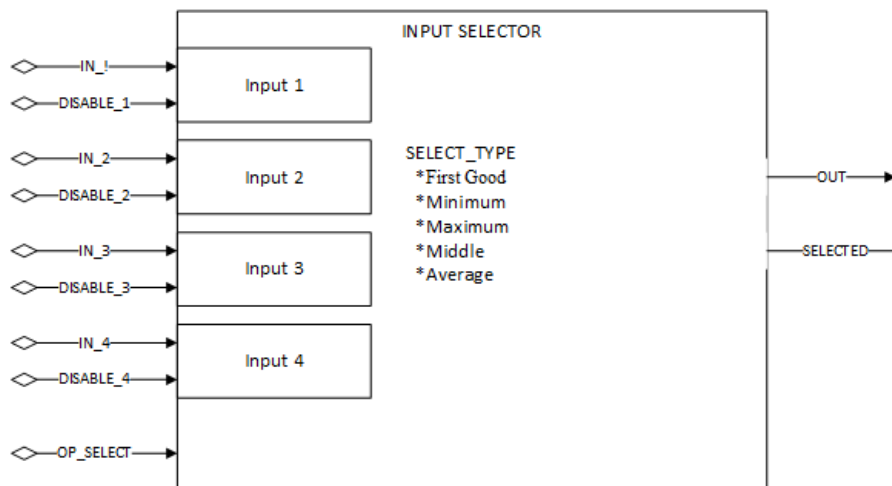 INPUT SELECTOR
IN_!
Input 1
DISABLE_1
IN_2
Input 2
DISABLE_2
IN_3
Input 3
DISABLE_3
IN_4
Input 4
DISABLE_4
OP_SELECT
SELECT_TYPE
*First Good
*Minimum
*Maximum
*Middle
*Average
OUT
SELECTED